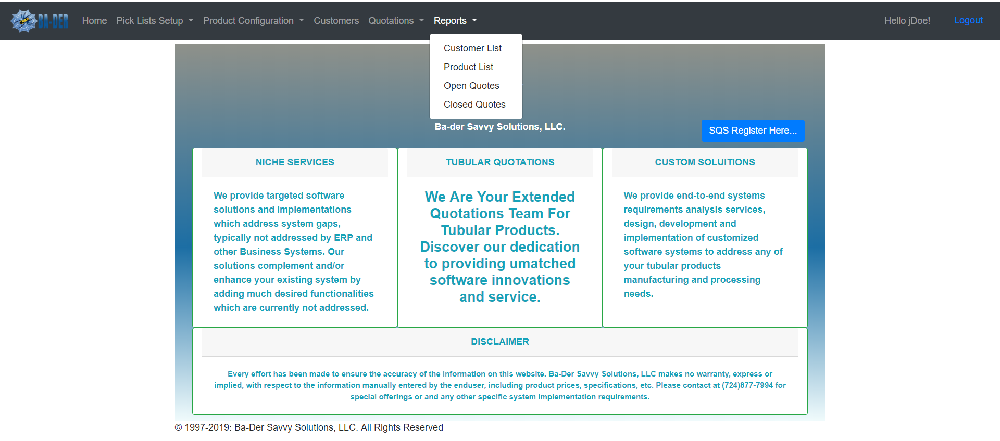 BA-DER Home Pick Lists Setup Product Configuration Customers Quotations Reports Hello jDoe! Logout
Customer List
Product List
Open Quotes
Closed Quotes
Ba-der Savvy Solutions, LLC.
SQS Register Here...
NICHE SERVICES
We provide targeted software
solutions and implementations
which address system gaps,
typically not addressed by ERP and
other Business Systems. Our
solutions complement and/or
enhance your existing system by
adding much desired functionalities
which are currently not addressed.
TUBULAR QUOTATIONS
We Are Your Extended
Quotations Team For
Tubular Products.
Discover our dedication
to providing umatched
software innovations
and service.
CUSTOM SOLUITIONS
We provide end-to-end systems
requirements analysis services,
design, development and
implementation of customized
software systems to address any of
your tubular products
manufacturing and processing
needs.
DISCLAIMER
Every effort has been made to ensure the accuracy of the information on this website. Ba-Der Savvy Solutions, LLC makes no warranty, express or
implied, with respect to the information manually entered by the enduser, including product prices, specifications, etc. Please contact at (724)877-7994 for
special offerings or and any other specific system implementation requirements.
© 1997-2019: Ba-Der Savvy Solutions, LLC. All Rights Reserved